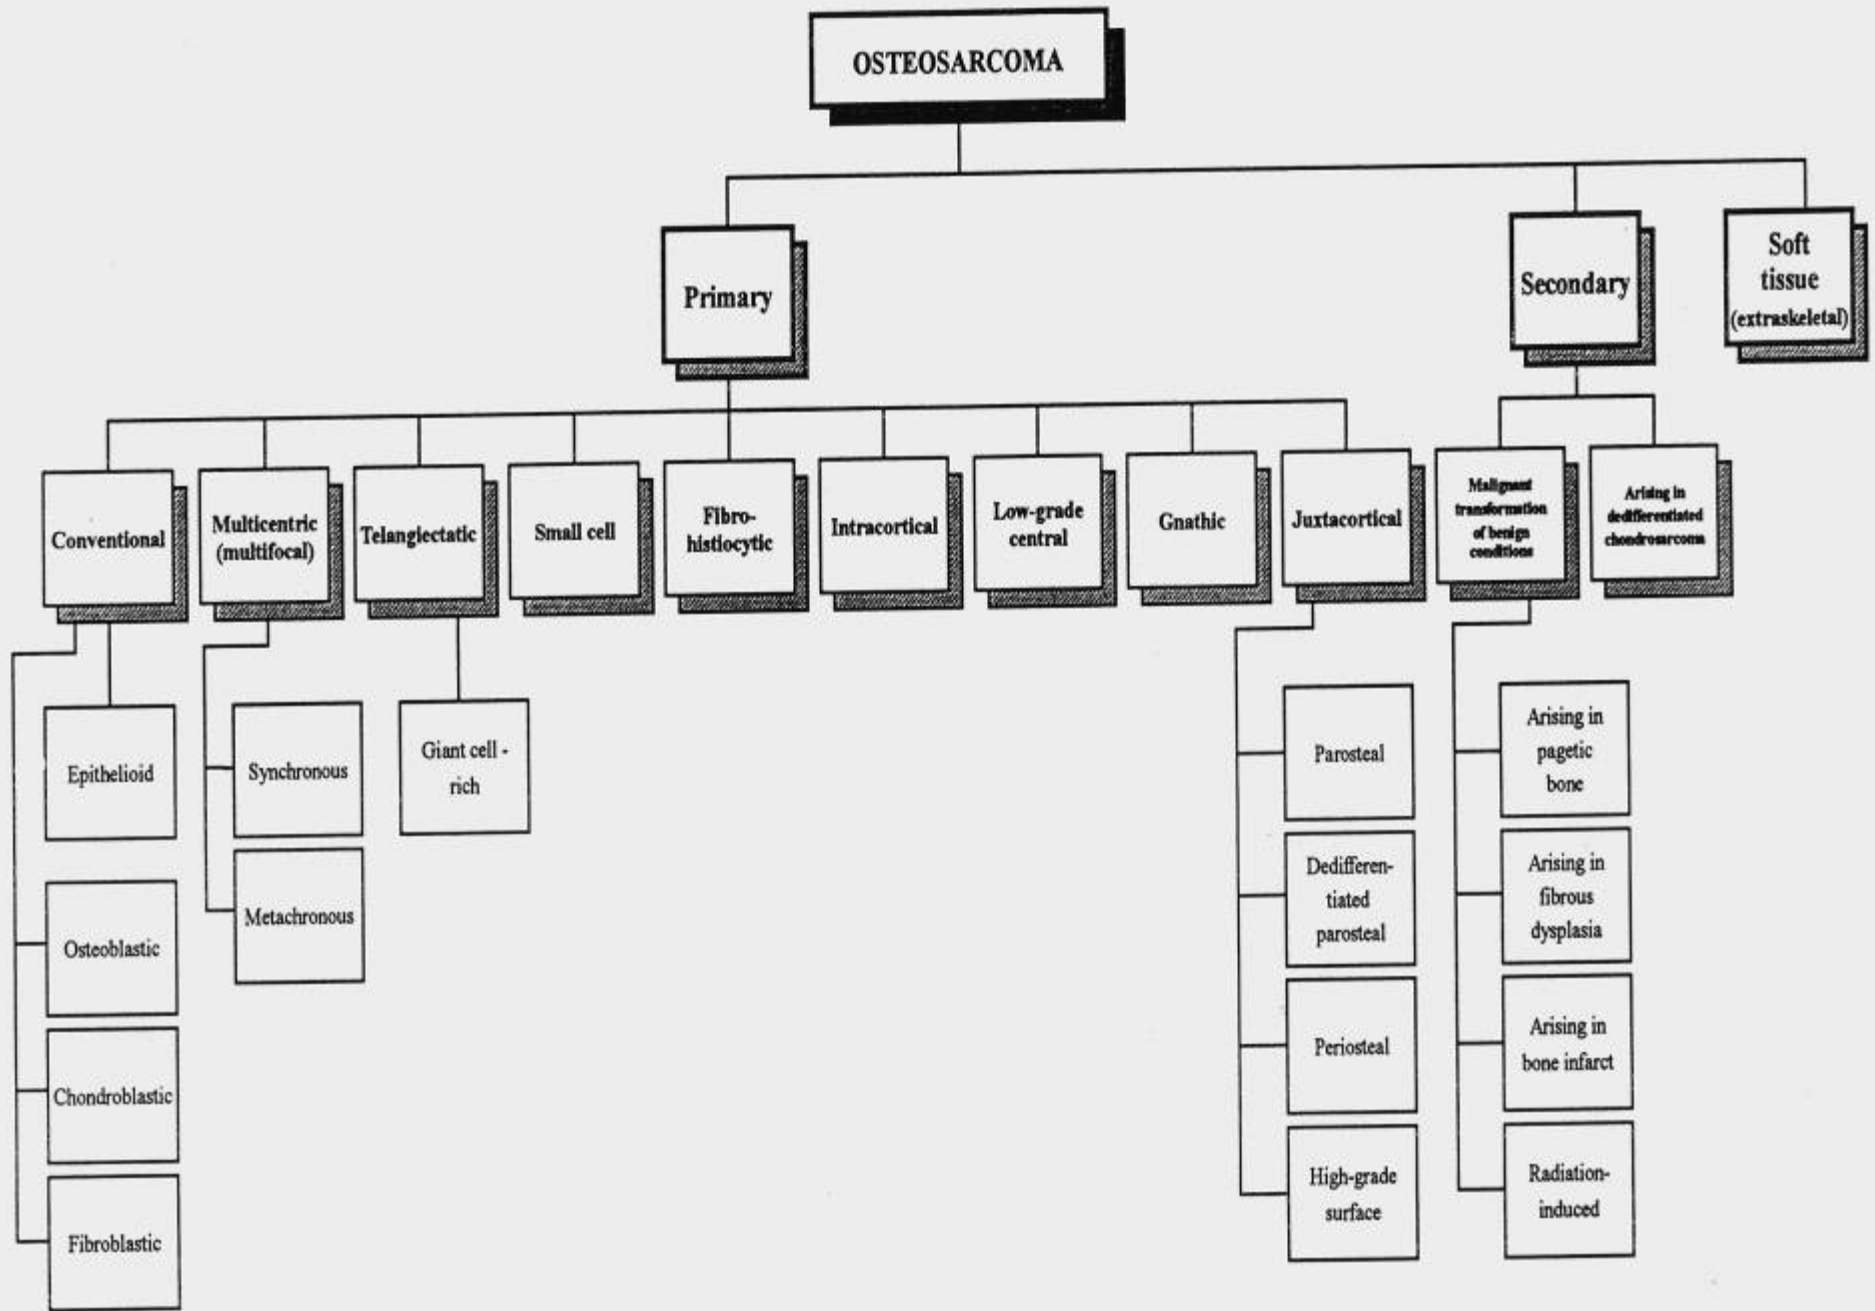 OSTEOSARCOMA
Primary
Secondary
Soft
tissue
(extraskeletal)
Conventional
Multicentric
(multifocal)
Telangiectatic
Small cell
Fibro-
histiocytic
Intracortical
Low-grade
central
Gnathic
Juxtacortical
Malignant
transformation
of benign
conditions
Arising in
dedifferentiated
chondrosarcoma
Epithelioid
Osteoblastic
Chondroblastic
Fibroblastic
Synchronous
Metachronous
Giant cell -
rich
Parosteal
Dedifferen-
tiated
parosteal
Periosteal
High-grade
surface
Arising in
pagetic
bone
Arising in
fibrous
dysplasia
Arising in
bone infarct
Radiation-
induced